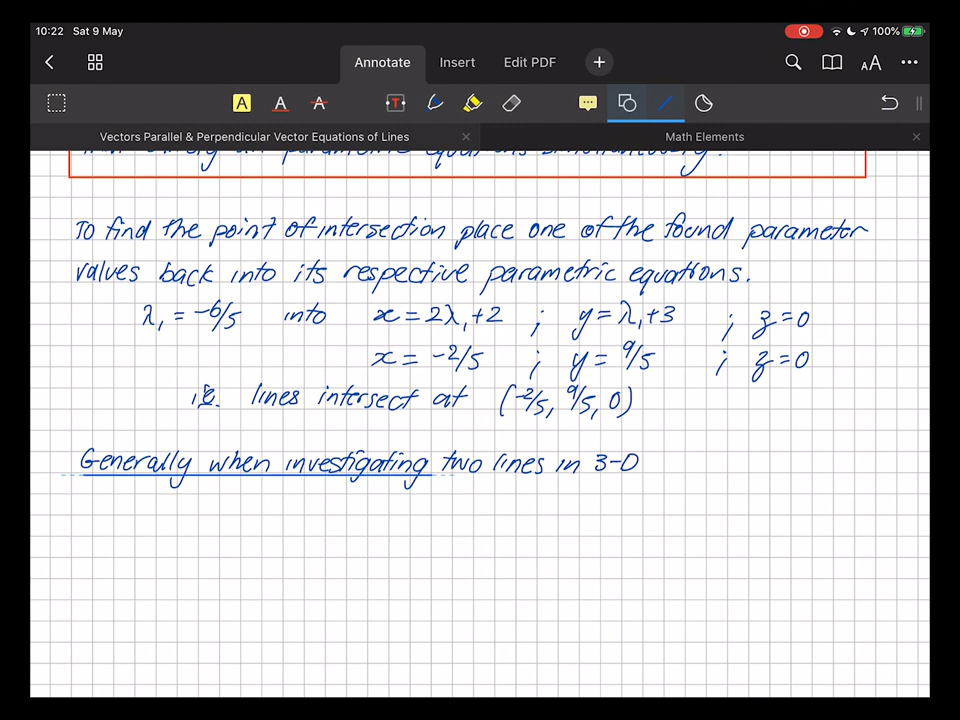 10:22 Sat 9 May
100%
Annotate Insert Edit PDF
Vectors Parallel & Perpendicular Vector Equations of Lines
Math Elements
To find the point of intersection place one of the found parameter
values back into its respective parametric equations.
λ₁ = -6/5 into x = 2λ₁+2 ; y = λ₁+3 ; z = 0
x = -2/5 ; y = 9/5 ; z = 0
i.e. lines intersect at (-2/5, 9/5, 0)
Generally when investigating two lines in 3-D